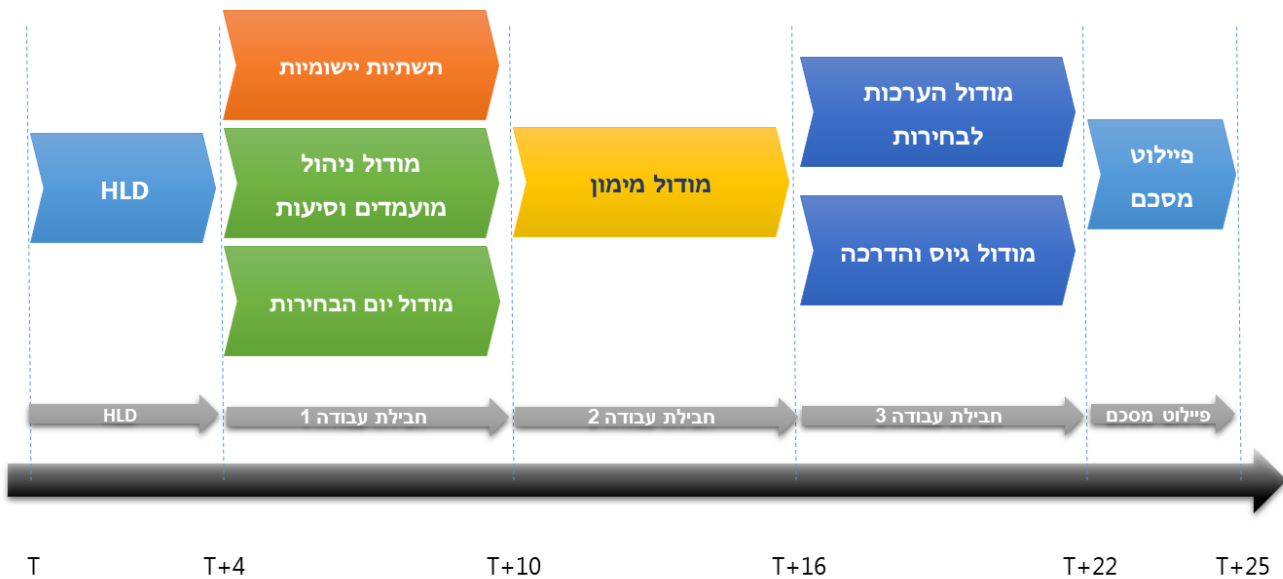 תשתיות יישומיות
HLD
מודול ניהול
מועמדים וסיעות
מודול יום הבחירות
מודול מימון
מודול הערכות
לבחירות
מודול גיוס והדרכה
פיילוט
מסכם
HLD
חבילת עבודה 1
חבילת עבודה 2
חבילת עבודה 3
פיילוט מסכם
T
T+4
T+10
T+16
T+22
T+25